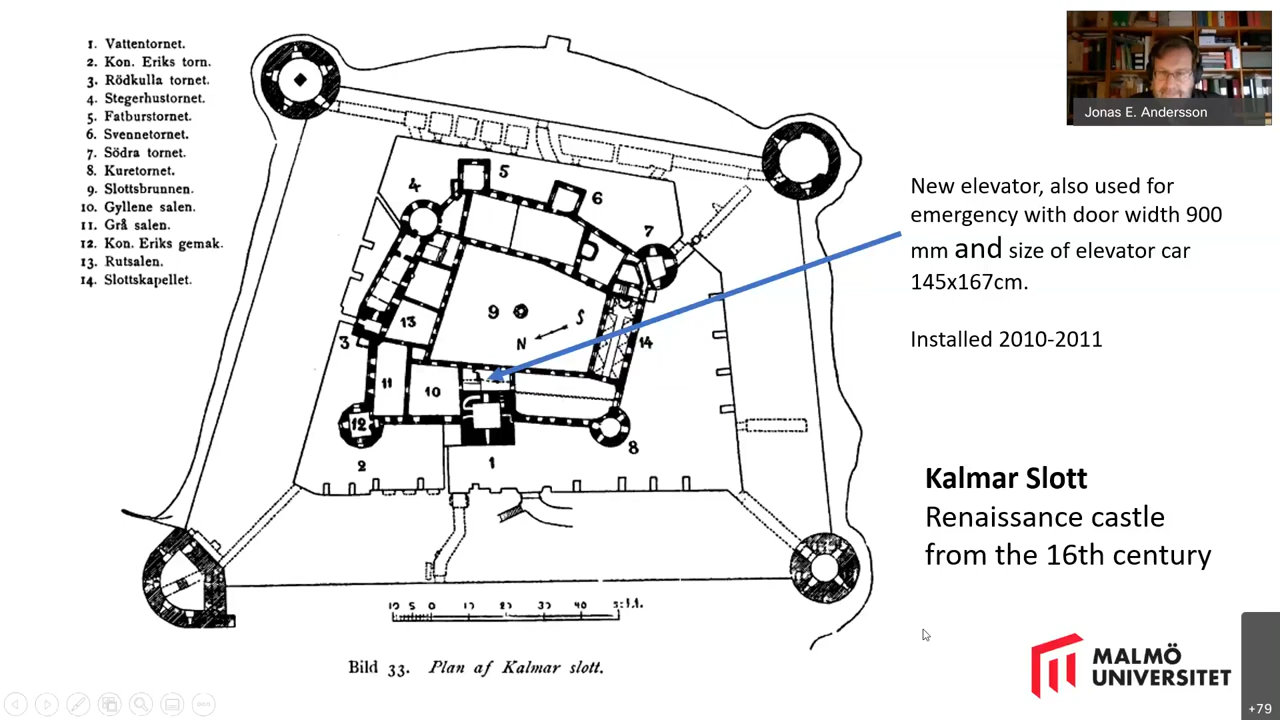 1. Vattentornet.
2. Kon. Eriks torn.
3. Rödkulla tornet.
4. Stegerhustornet.
5. Fatburstornet.
6. Svennetornet.
7. Södra tornet.
8. Kuretornet.
9. Slottsbrunnen.
10. Gyllene salen.
11. Grå salen.
12. Kon. Eriks gemak.
13. Rutsalen.
14. Slottskapellet.
Jonas E. Andersson
New elevator, also used for
emergency with door width 900
mm and size of elevator car
145x167cm.
Installed 2010-2011
5
4
6
7
9
S
N
13
3
14
11
10
12
8
2
1
Kalmar Slott
Renaissance castle
from the 16th century
10 5 0
30 40
Bild 33. Plan af Kalmar slott.
MALMÖ
UNIVERSITET
+79